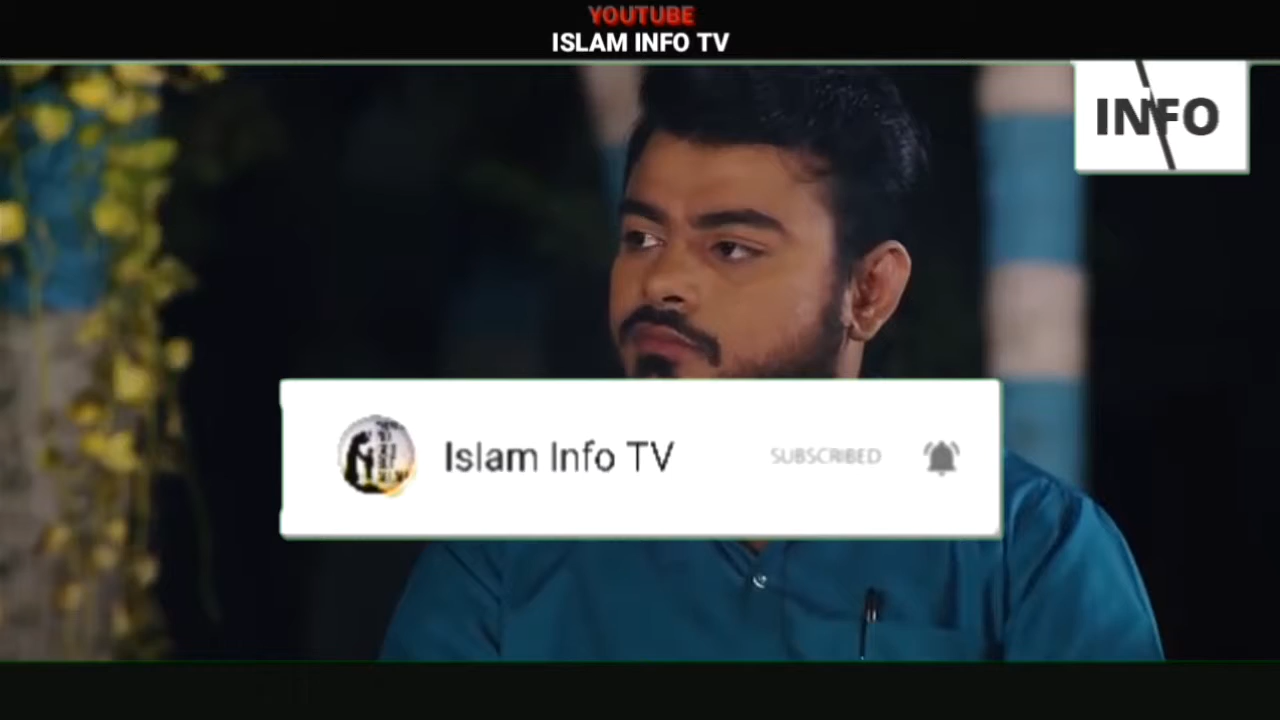 YOUTUBE
ISLAM INFO TV
INFO
Islam Info TV
SUBSCRIBED